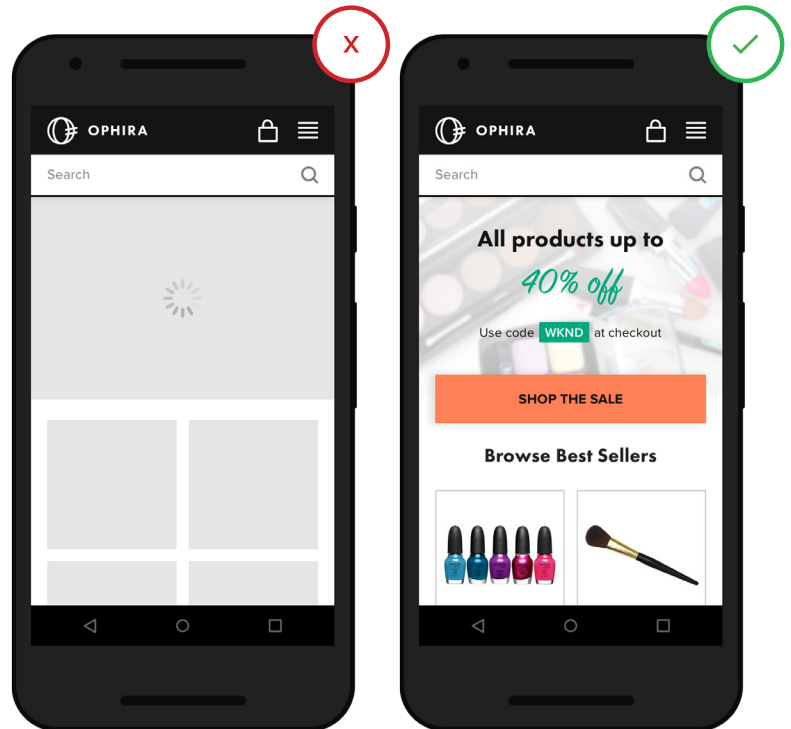 X
OPHIRA
Search
OPHIRA
Search
All products up to
40% off
Use code WKND at checkout
SHOP THE SALE
Browse Best Sellers